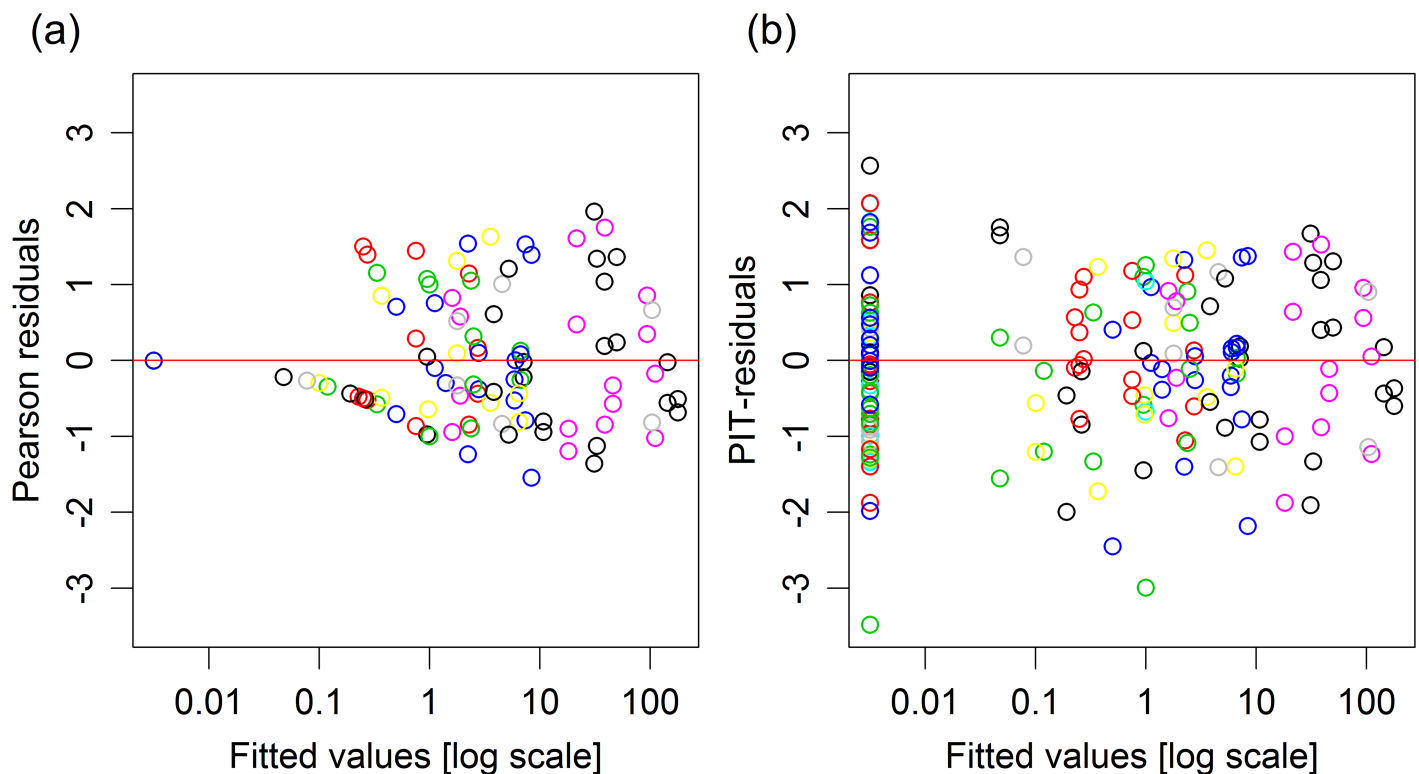 (a)
Pearson residuals
3
2
1
0
-1
-2
-3
0.01 0.1 1 10 100
Fitted values [log scale]
(b)
PIT-residuals
3
2
1
0
-1
-2
-3
0.01 0.1 1 10 100
Fitted values [log scale]